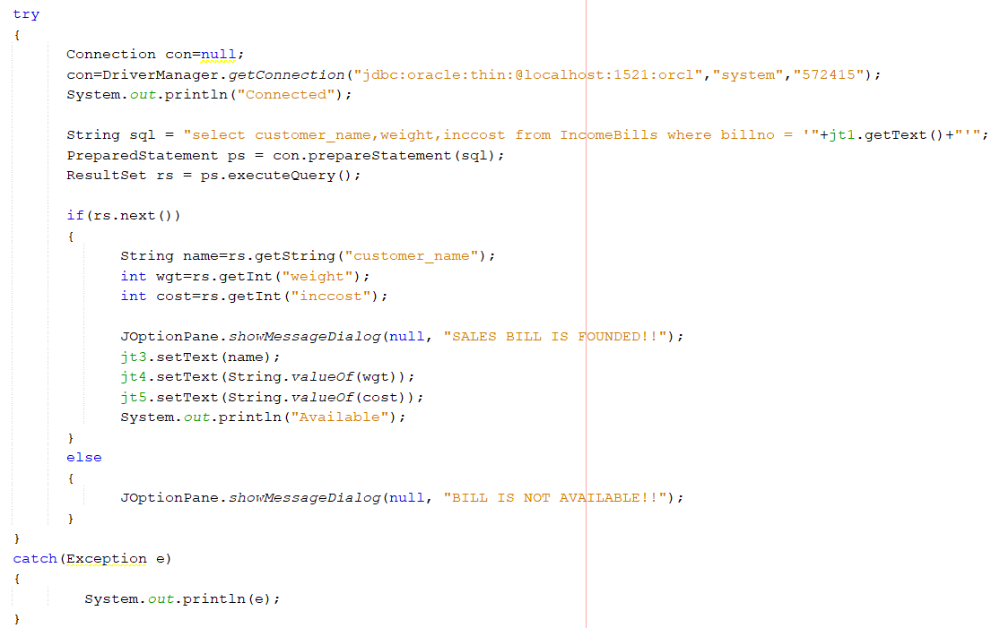 try
{
Connection con=null;
con=DriverManager.getConnection("jdbc:oracle:thin:@localhost:1521:orcl","system","572415");
System.out.println("Connected");
String sql = "select customer_name,weight,inccost from IncomeBills where billno = '"+jt1.getText()+"'";
PreparedStatement ps = con.prepareStatement(sql);
ResultSet rs = ps.executeQuery();
if(rs.next())
{
String name=rs.getString("customer_name");
int wgt=rs.getInt("weight");
int cost=rs.getInt("inccost");
JOptionPane.showMessageDialog(null, "SALES BILL IS FOUNDED!!");
jt3.setText(name);
jt4.setText(String.valueOf(wgt));
jt5.setText(String.valueOf(cost));
System.out.println("Available");
}
else
{
JOptionPane.showMessageDialog(null, "BILL IS NOT AVAILABLE!!");
}
}
catch(Exception e)
{
System.out.println(e);
}